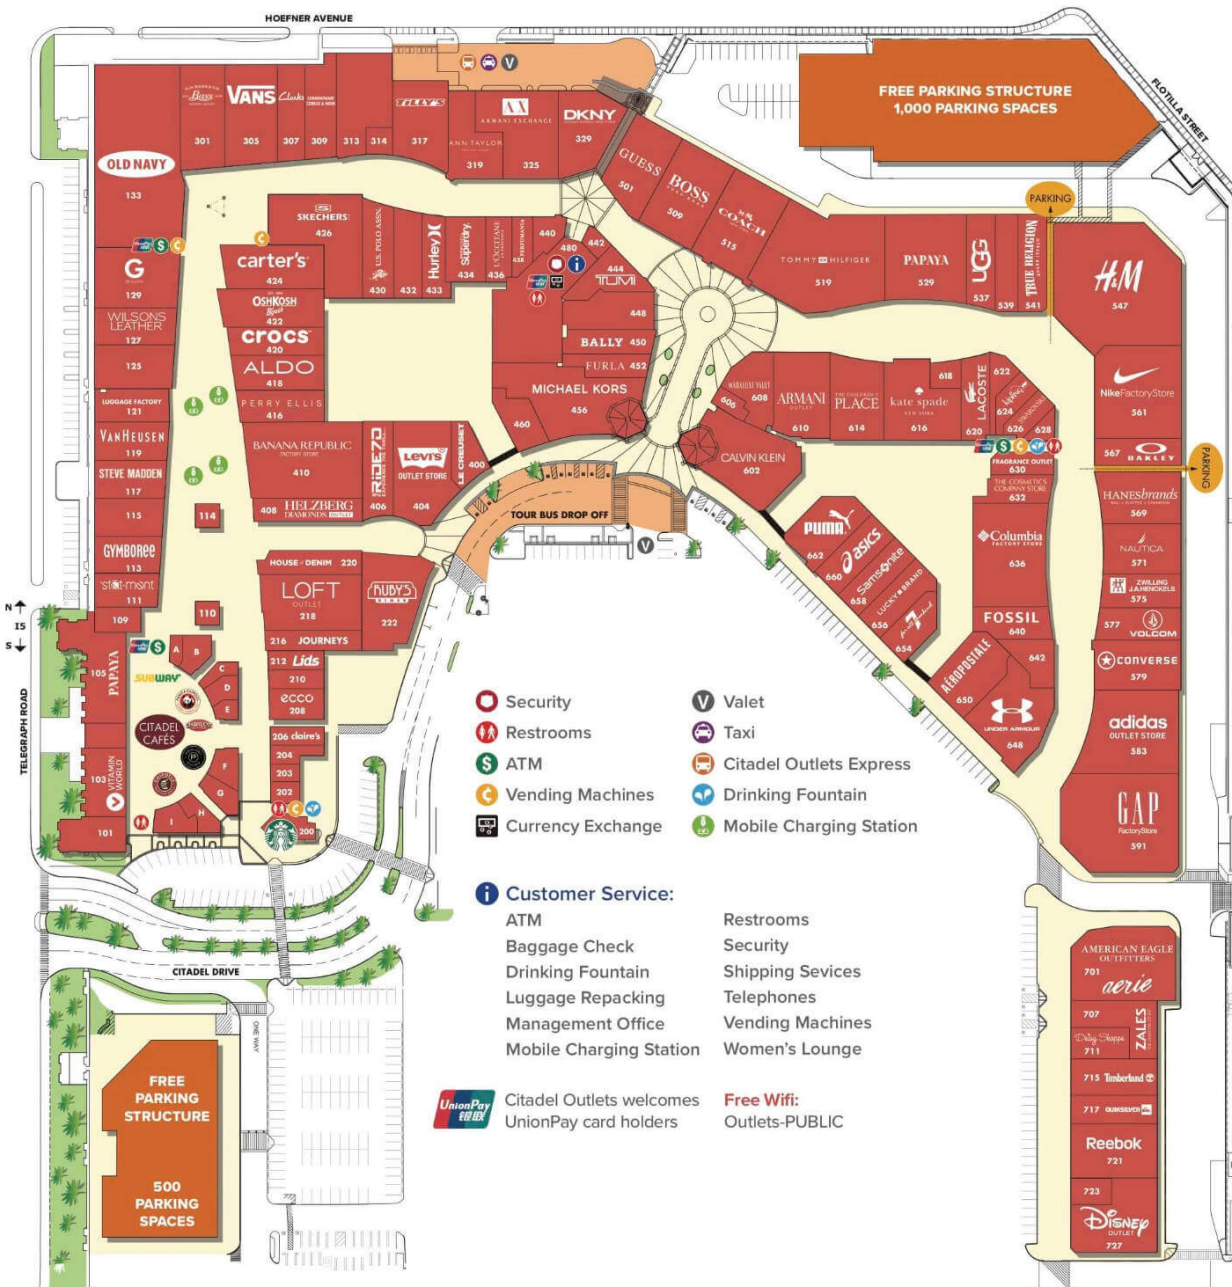 HOEFNER AVENUE
FLOTILLA STREET
FREE PARKING STRUCTURE
1,000 PARKING SPACES
PARKING
V
Bass
301
VANS
305
Clarks
307
309
313
314
TILLY'S
317
ANN TAYLOR
319
AX
ARMANI EXCHANGE
325
DKNY
329
OLD NAVY
133
G
129
WILSONS
LEATHER
127
125
LUGGAGE FACTORY
121
VANHEUSEN
119
STEVE MADDEN
117
115
GYMBOREE
113
111
109
114
110
S
SKECHERS
426
U.S. POLO ASSN.
430
432
Hurley
433
Superdry.
434
L'OCCITANE
436
PERFUMANIA
438
440
480
442
444
TUMI
448
BALLY 450
FURLA 452
MICHAEL KORS
456
460
carter's
424
OSHKOSH
B'gosh
422
crocs
420
ALDO
418
PERRY ELLIS
416
BANANA REPUBLIC
FACTORY STORE
410
408
HELZBERG
DIAMONDS OUTLET
406
LEVI'S
OUTLET STORE
404
LE CREUSET
400
GUESS
501
BOSS
509
COACH
515
TOMMY HILFIGER
519
PAPAYA
529
UGG
537
539
TRUE RELIGION
541
H&M
547
NikeFactoryStore
561
567
OAKLEY
PARKING
HANESbrands
569
NAUTICA
571
ZWILLING
J.A.HENCKELS
575
577
VOLCOM
CONVERSE
579
adidas
OUTLET STORE
583
GAP
FactoryStore
591
606
608
ARMANI
OUTLET
610
THE CHILDREN'S
PLACE
614
kate spade
NEW YORK
616
618
LACOSTE
620
622
kipling
624
SWAROVSKI
626
628
FRAGRANCE OUTLET
630
THE COSMETICS
COMPANY STORE
632
Columbia
FACTORY STORE
636
FOSSIL
640
642
CALVIN KLEIN
602
PUMA
662
asics
660
Samsonite
658
LUCKY BRAND
656
7
654
AÉROPOSTALE
650
UNDER ARMOUR
648
TOUR BUS DROP OFF
V
HOUSE OF DENIM 220
LOFT
OUTLET
218
RUBY'S
DINER
222
216 JOURNEYS
212 Lids
210
ecco
208
206 claire's
204
203
202
200
N
I5
S
TELEGRAPH ROAD
105
PAPAYA
103
VITAMIN
WORLD
101
SUBWAY
CITADEL
CAFÉS
A
B
C
D
E
F
G
H
I
CITADEL DRIVE
ONE WAY
Security
Restrooms
ATM
Vending Machines
Currency Exchange
V Valet
Taxi
Citadel Outlets Express
Drinking Fountain
Mobile Charging Station
i Customer Service:
ATM
Baggage Check
Drinking Fountain
Luggage Repacking
Management Office
Mobile Charging Station
Restrooms
Security
Shipping Sevices
Telephones
Vending Machines
Women's Lounge
UnionPay
银联
Citadel Outlets welcomes
UnionPay card holders
Free Wifi:
Outlets-PUBLIC
FREE
PARKING
STRUCTURE
500
PARKING
SPACES
AMERICAN EAGLE
OUTFITTERS
701
aerie
707
ZALES
711
715 Timberland
717 QUIKSILVER
Reebok
721
723
DISNEY
OUTLET
727